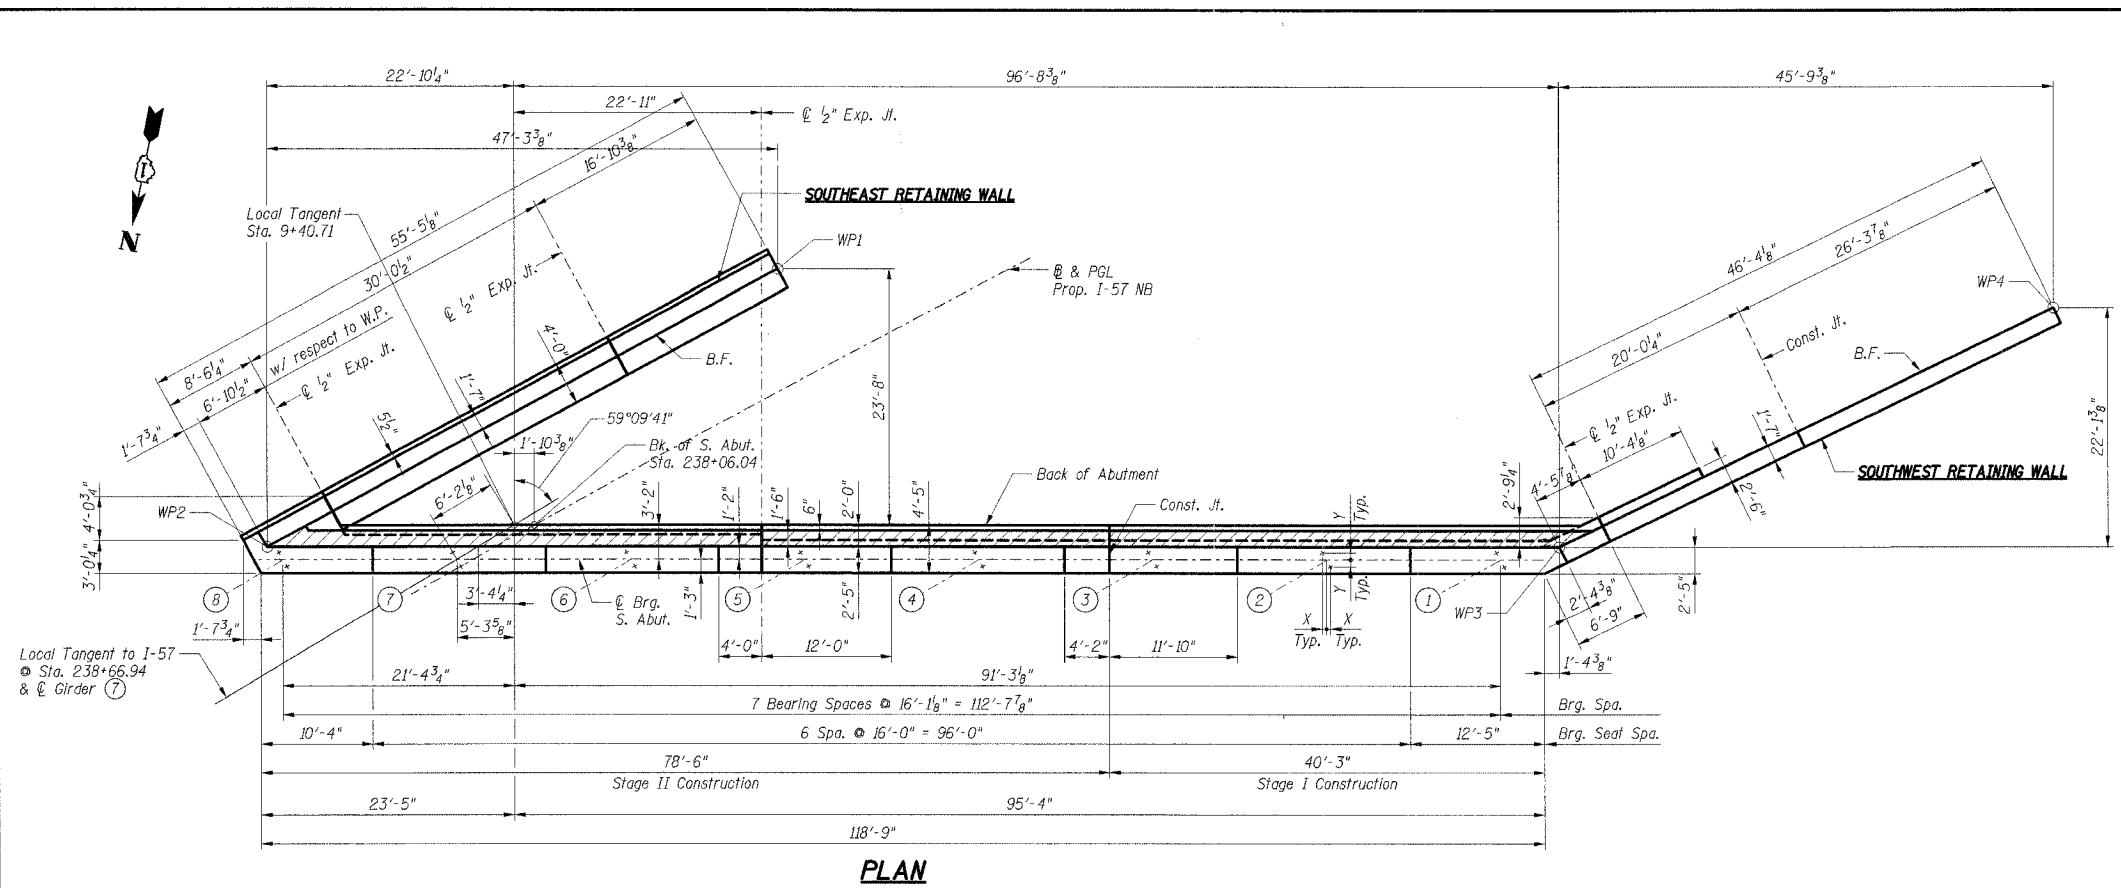 22'-10¼"
96'-8⅜"
45'-9⅜"
22'-11"
℄ ½" Exp. Jt.
47'-3⅜"
16'-10⅜"
SOUTHEAST RETAINING WALL
Local Tangent
Sta. 9+40.71
55'-5⅛"
30'-0½"
℄ ½" Exp. Jt.
WP1
N
46'-4⅛"
26'-3⅞"
WP4
℄ & PGL
Prop. I-57 NB
w/ respect to W.P.
8'-6¼"
6'-10½"
℄ ½" Exp. Jt.
4'-0"
B.F.
1'-7"
20'-0¼"
Const. Jt.
B.F.
1'-7¾"
5½"
23'-8"
59°09'41"
1'-10⅜"
Bk. of S. Abut.
Sta. 238+06.04
℄ ½" Exp. Jt.
10'-4⅛"
1'-7"
22'-1⅜"
SOUTHWEST RETAINING WALL
4'-0¾"
WP2
6'-2⅛"
3'-2"
1'-2"
1'-6"
6"
2'-0"
4'-5"
Back of Abutment
Const. Jt.
Y
Typ.
2'-9¼"
4'-5⅞"
2'-6"
3'-0¼"
8
7
6
5
4
3
2
1
1'-7¾"
3'-4¼"
5'-3⅝"
℄ Brg.
S. Abut.
1'-3"
2'-5"
Y
Typ.
X
Typ.
X
Typ.
WP3
2'-4⅜"
6'-9"
2'-5"
Local Tangent to I-57
@ Sta. 238+66.94
& ℄ Girder 7
4'-0"
12'-0"
4'-2"
11'-10"
1'-4⅜"
21'-4¾"
91'-3⅛"
7 Bearing Spaces @ 16'-1⅛" = 112'-7⅞"
Brg. Spa.
10'-4"
6 Spa. @ 16'-0" = 96'-0"
12'-5"
Brg. Seat Spa.
78'-6"
Stage II Construction
40'-3"
Stage I Construction
23'-5"
95'-4"
118'-9"
PLAN